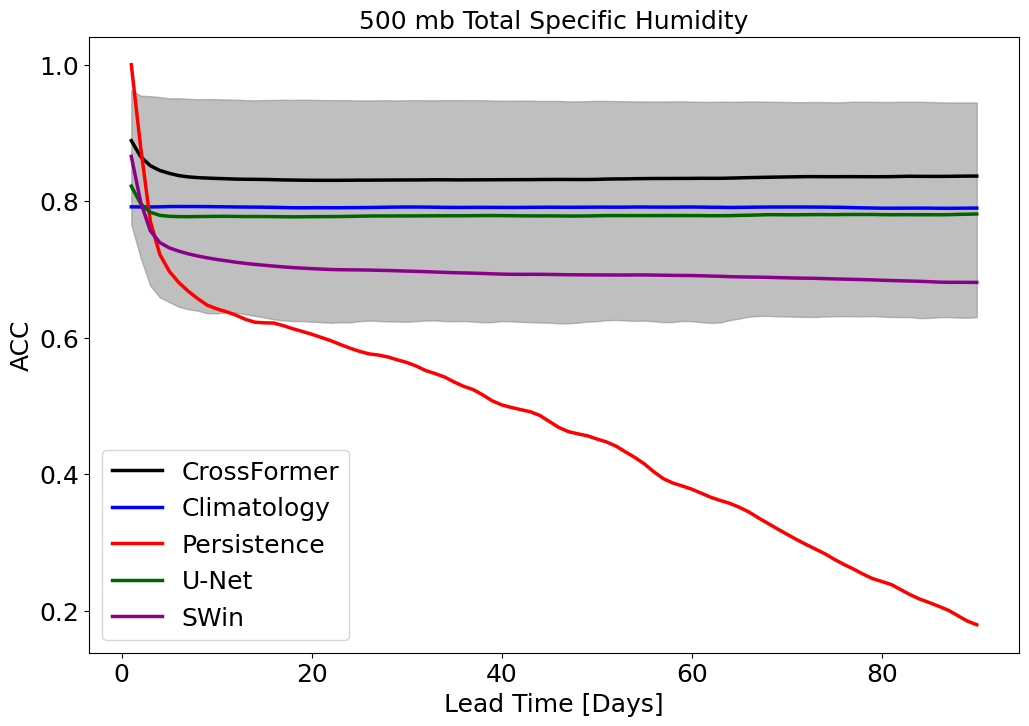 500 mb Total Specific Humidity
ACC
1.0
0.8
0.6
0.4
0.2
CrossFormer
Climatology
Persistence
U-Net
SWin
0 20 40 60 80
Lead Time [Days]